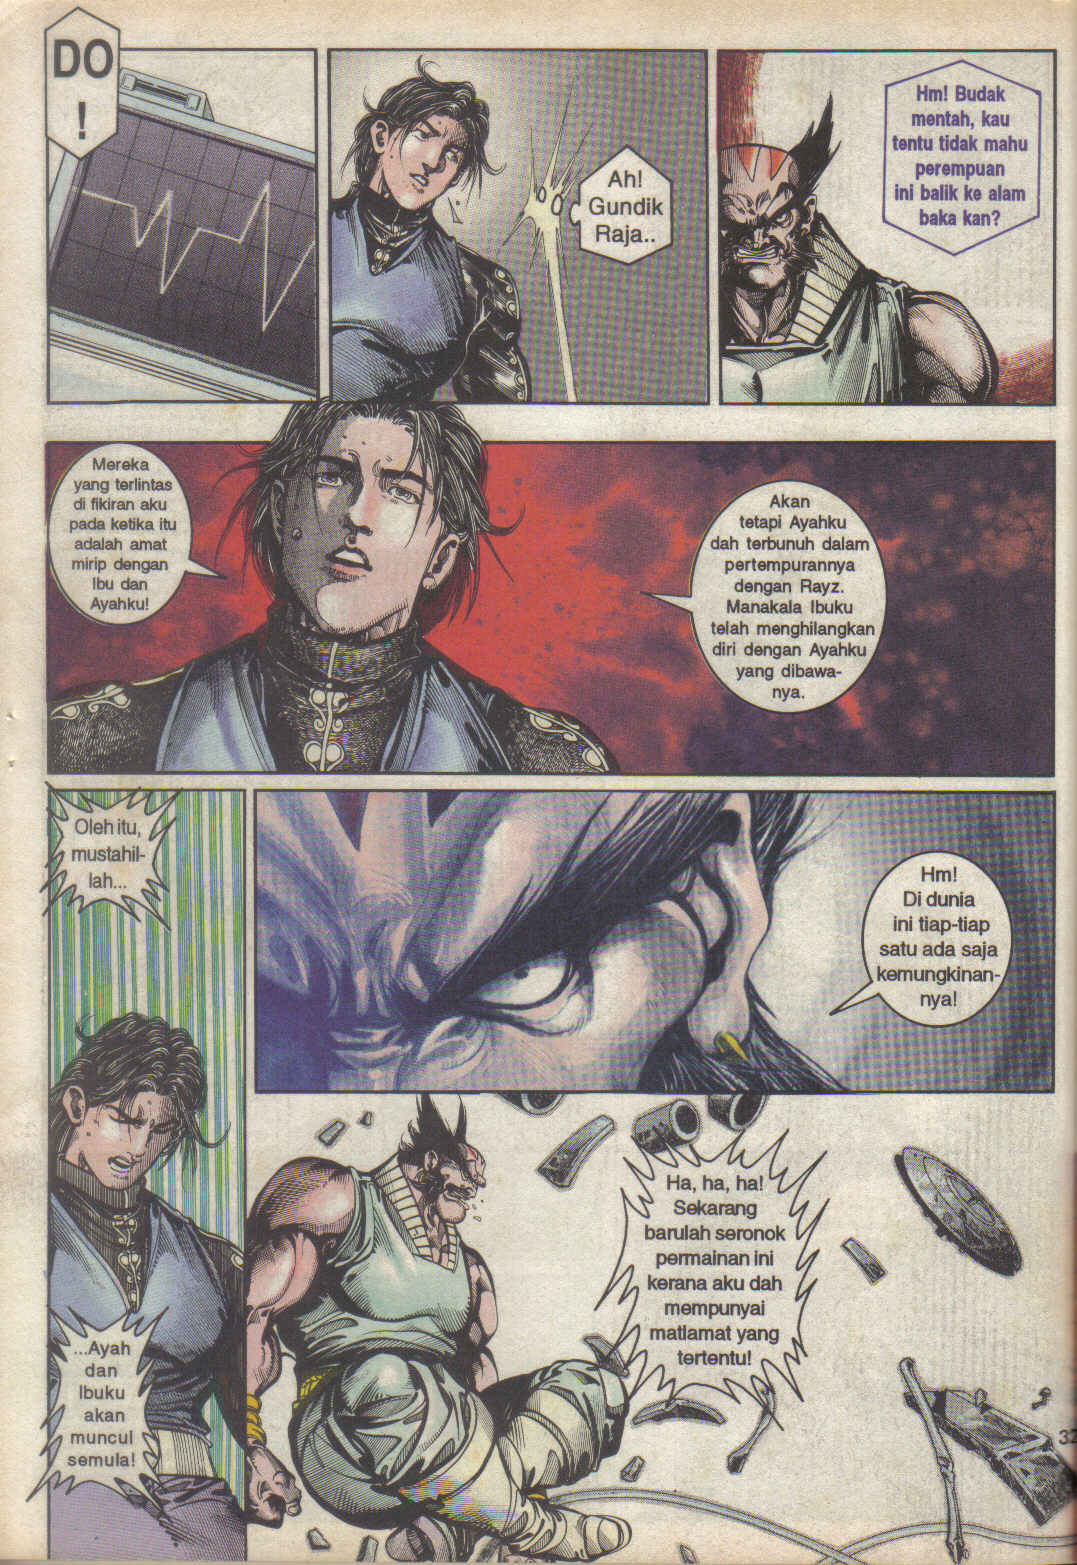 DO
!
Ah!
Gundik
Raja..
Hm! Budak
mentah, kau
tentu tidak mahu
perempuan
ini balik ke alam
baka kan?
Mereka
yang terlintas
di fikiran aku
pada ketika itu
adalah amat
mirip dengan
Ibu dan
Ayahku!
Akan
tetapi Ayahku
dah terbunuh dalam
pertempurannya
dengan Rayz.
Manakala Ibuku
telah menghilangkan
diri dengan Ayahku
yang dibawa-
nya.
Oleh itu,
mustahil-
lah...
Hm!
Di dunia
ini tiap-tiap
satu ada saja
kemungkinan-
nya!
...Ayah
dan
Ibuku
akan
muncul
semula!
Ha, ha, ha!
Sekarang
barulah seronok
permainan ini
kerana aku dah
mempunyai
matlamat yang
tertentu!
32